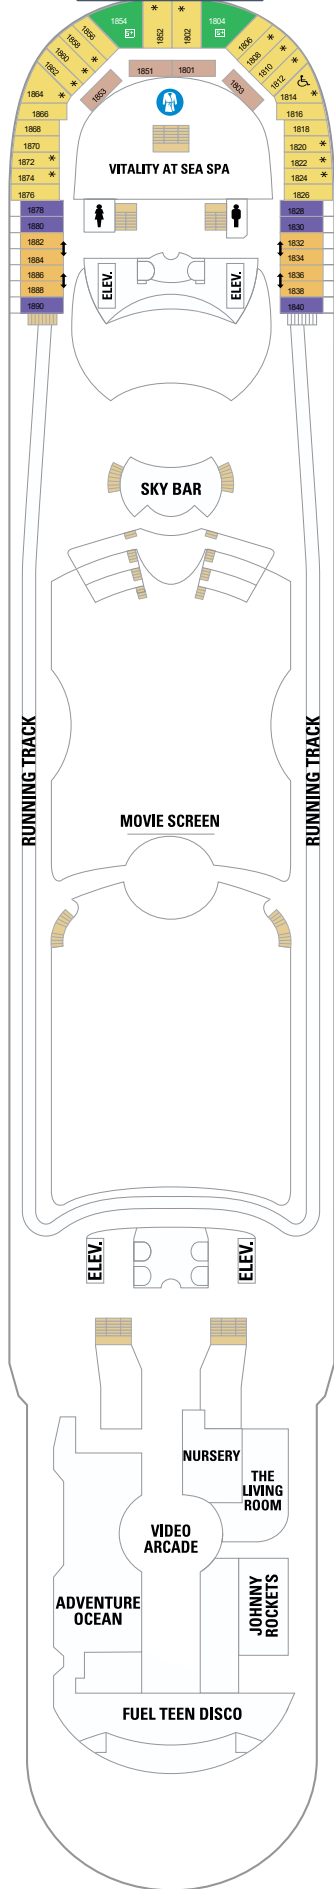 1854
1852
1802
1804
1856
1858
1860
1862
1864
1866
1868
1870
1872
1874
1876
1878
1880
1882
1884
1886
1888
1890
1853
1851
1801
1803
1806
1808
1810
1812
1814
1816
1818
1820
1822
1824
1826
1828
1830
1832
1834
1836
1838
1840
VITALITY AT SEA SPA
ELEV.
ELEV.
SKY BAR
RUNNING TRACK
RUNNING TRACK
MOVIE SCREEN
ELEV.
ELEV.
NURSERY
THE
LIVING
ROOM
VIDEO
ARCADE
ADVENTURE
OCEAN
JOHNNY
ROCKETS
FUEL TEEN DISCO